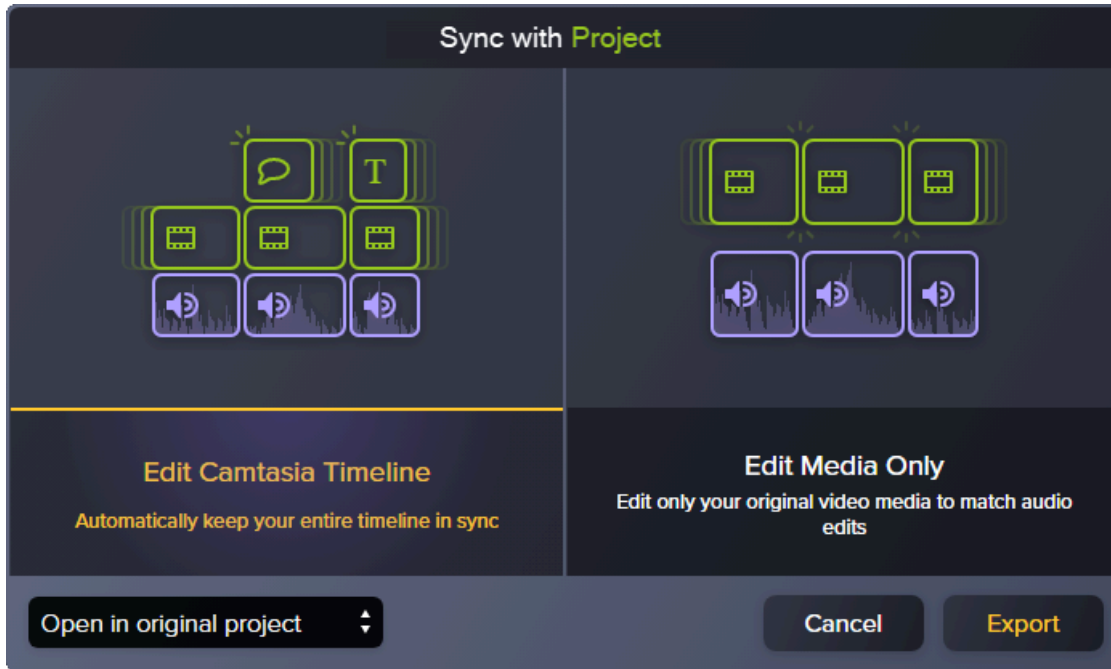 Sync with Project
T
Edit Camtasia Timeline
Automatically keep your entire timeline in sync
Edit Media Only
Edit only your original video media to match audio
edits
Open in original project
Cancel
Export